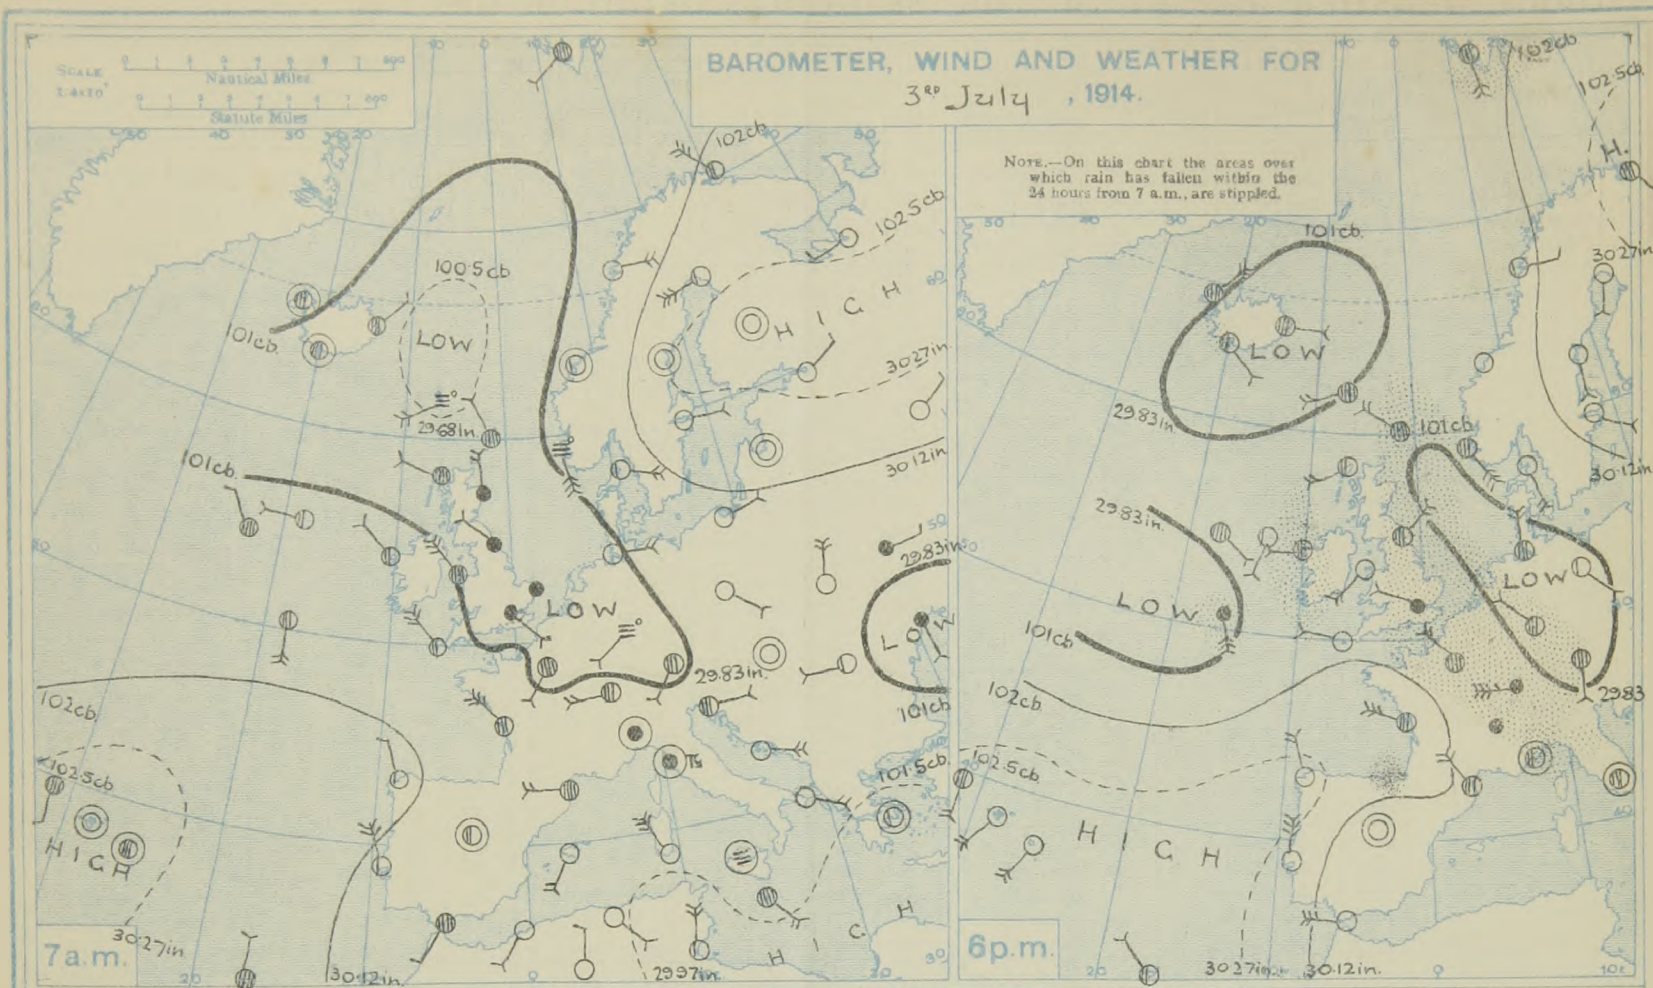 SCALE
Nautical Miles
Statute Miles
BAROMETER, WIND AND WEATHER FOR
3RD July , 1914.
NOTE.—On this chart the areas over
which rain has fallen within the
24 hours from 7 a.m., are stippled.
102cb
102.5cb
100.5cb
LOW
HIGH
101cb.
30.27in
29.68in.
101cb.
30.12in
29.83in
LOW
LOW
29.83in.
102cb.
101cb
102.5cb
101.5cb.
HIGH
HIGH
30.27in
30.12in.
29.97in.
7a.m.
102cb
102.5cb.
H.
101cb.
30.27in
LOW
29.83in
101cb.
30.12in
29.83in.
LOW
LOW
101cb
102cb
29.83
102.5cb.
HIGH
30.27in.
30.12in.
6p.m.